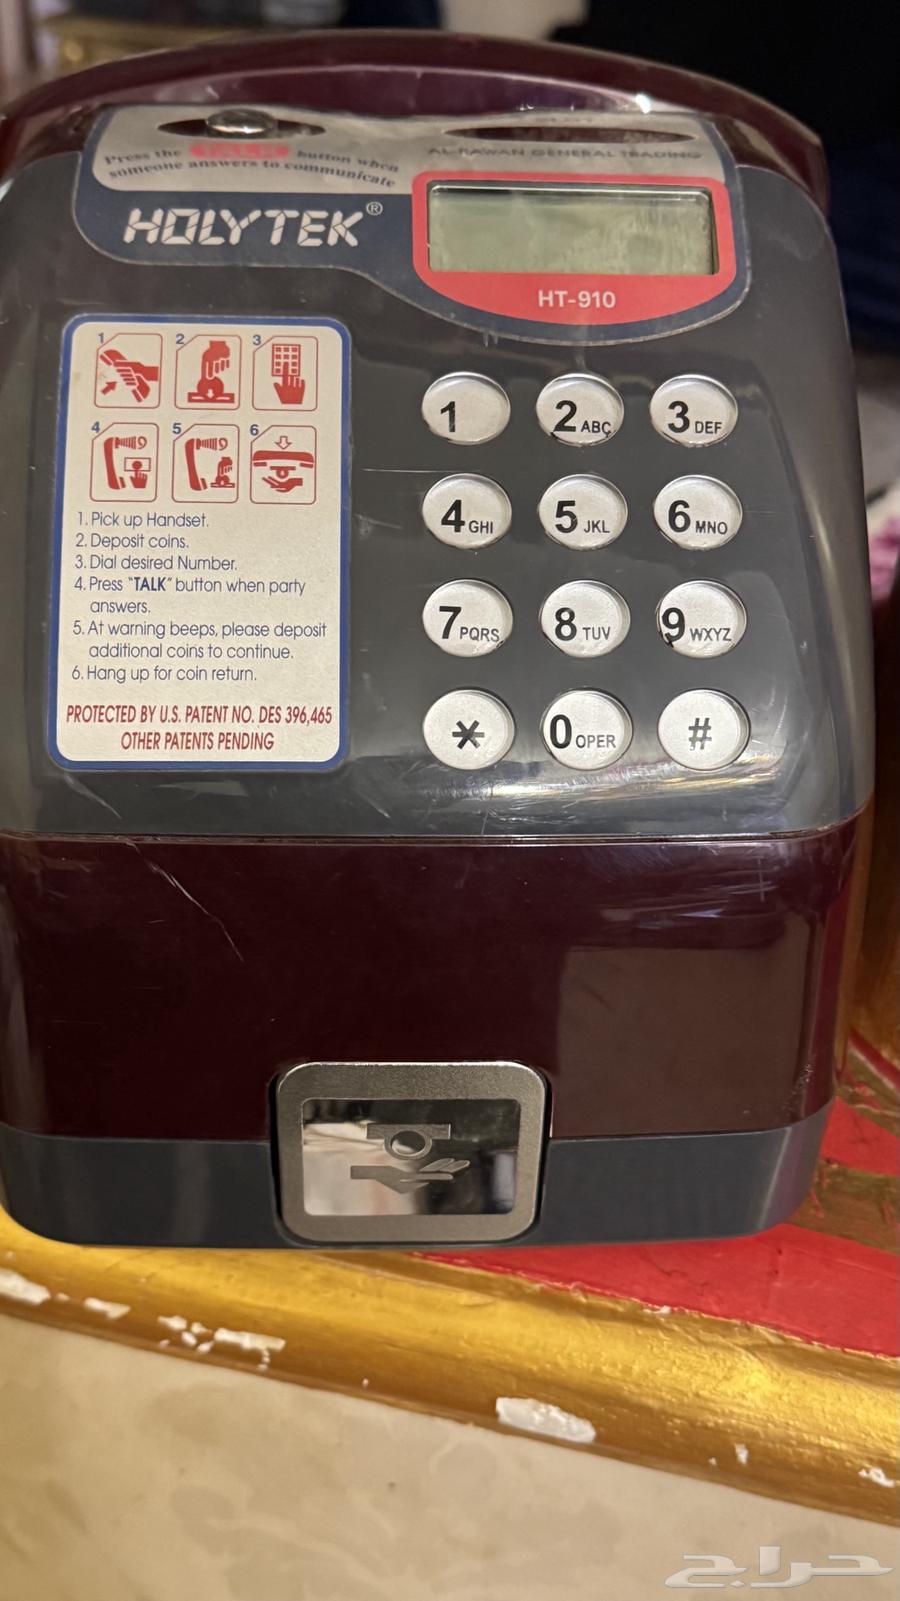 Press the TALK button when
someone answers to communicate
AL-RAWAN GENERAL TRADING
HOLYTEK®
HT-910
1 2 3
4 5 6
1. Pick up Handset.
2. Deposit coins.
3. Dial desired Number.
4. Press "TALK" button when party
answers.
5. At warning beeps, please deposit
additional coins to continue.
6. Hang up for coin return.
PROTECTED BY U.S. PATENT NO. DES 396,465
OTHER PATENTS PENDING
1 2 ABC 3 DEF
4 GHI 5 JKL 6 MNO
7 PQRS 8 TUV 9 WXYZ
* 0 OPER #
حراج